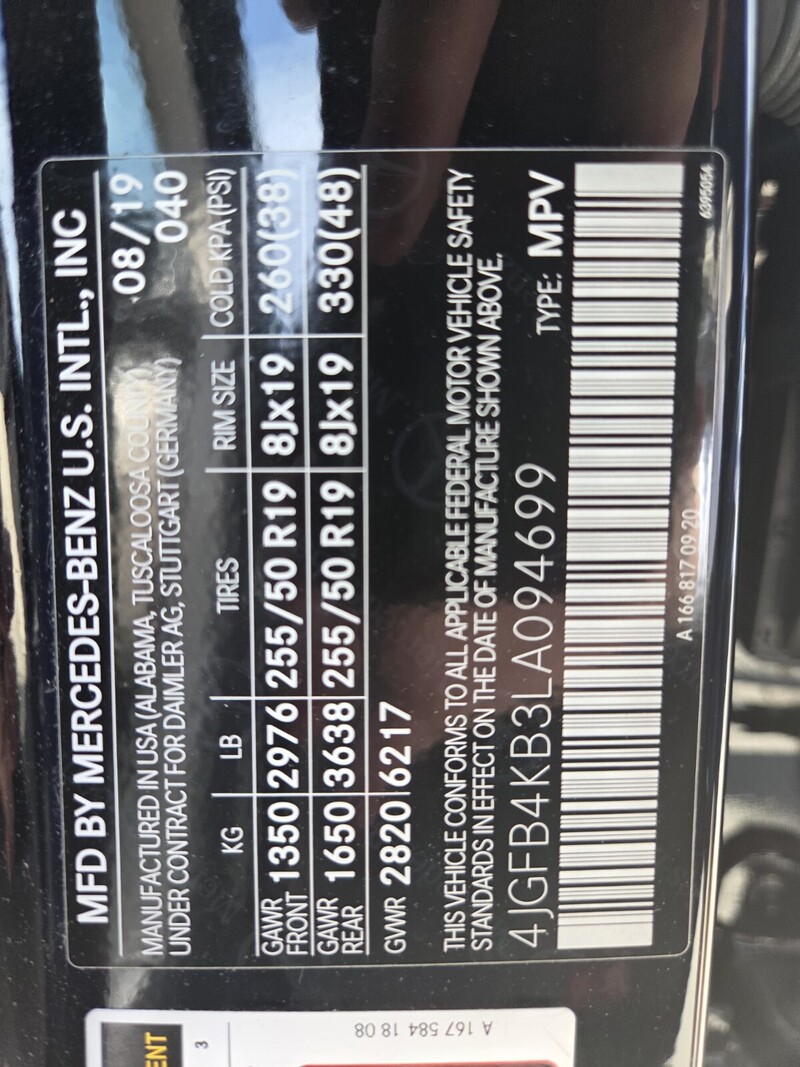 MFD BY MERCEDES-BENZ U.S. INTL., INC
MANUFACTURED IN USA (ALABAMA, TUSCALOOSA COUNTY) 08/19
UNDER CONTRACT FOR DAIMLER AG, STUTTGART (GERMANY) 040
KG LB TIRES RIM SIZE COLD KPA (PSI)
GAWR FRONT 1350 2976 255/50 R19 8Jx19 260(38)
GAWR REAR 1650 3638 255/50 R19 8Jx19 330(48)
GVWR 2820 6217
THIS VEHICLE CONFORMS TO ALL APPLICABLE FEDERAL MOTOR VEHICLE SAFETY
STANDARDS IN EFFECT ON THE DATE OF MANUFACTURE SHOWN ABOVE.
4JGFB4KB3LA094699 TYPE: MPV
A 166 817 09 20 6395054
ENT
3
A 167 584 18 08